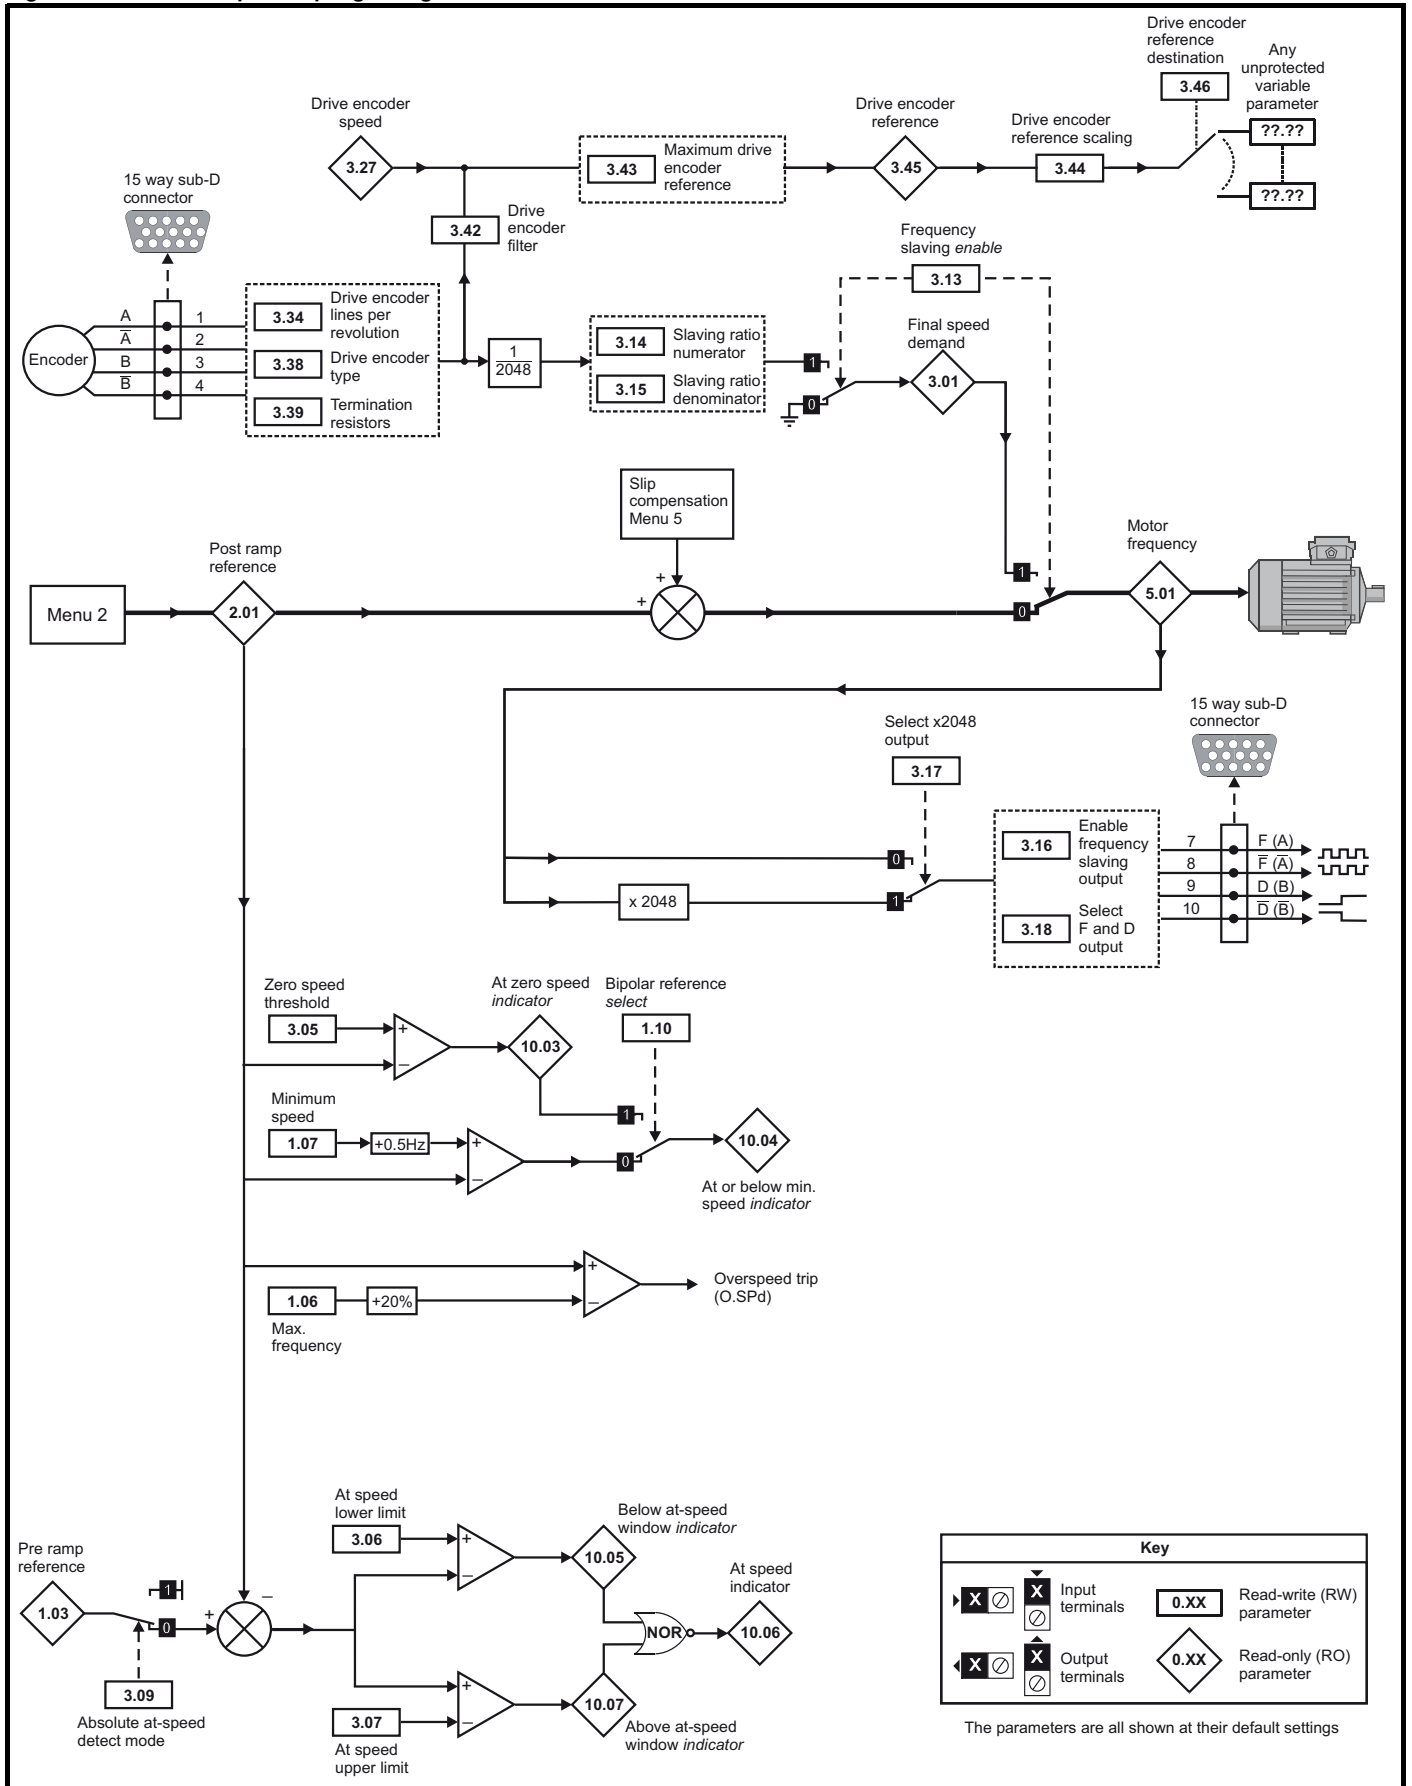 Drive encoder
reference
destination
3.46
Any
unprotected
variable
parameter
??.??
??.??
Drive encoder
speed
3.27
3.43
Maximum drive
encoder
reference
Drive encoder
reference
3.45
Drive encoder
reference scaling
3.44
15 way sub-D
connector
3.42
Drive
encoder
filter
Frequency
slaving enable
3.13
Encoder
A 1
A̅ 2
B 3
B̅ 4
3.34
Drive encoder
lines per
revolution
3.38
Drive encoder
type
3.39
Termination
resistors
1
2048
3.14
Slaving ratio
numerator
3.15
Slaving ratio
denominator
1
0
Final speed
demand
3.01
Slip
compensation
Menu 5
Menu 2
Post ramp
reference
2.01
+
+
1
0
Motor
frequency
5.01
Select x2048
output
3.17
0
x 2048
1
3.16
Enable
frequency
slaving
output
3.18
Select
F and D
output
15 way sub-D
connector
7 F (A)
8 F̅ (A̅)
9 D (B)
10 D̅ (B̅)
Zero speed
threshold
3.05
+
–
At zero speed
indicator
10.03
Bipolar reference
select
1.10
Minimum
speed
1.07
+0.5Hz
+
–
1
0
10.04
At or below min.
speed indicator
1.06
+20%
Max.
frequency
+
–
Overspeed trip
(O.SPd)
Pre ramp
reference
1.03
1
0
3.09
Absolute at-speed
detect mode
+
–
At speed
lower limit
3.06
+
–
Below at-speed
window indicator
10.05
NOR
At speed
indicator
10.06
+
–
3.07
At speed
upper limit
10.07
Above at-speed
window indicator
Key
X X
Input
terminals
0.XX
Read-write (RW)
parameter
X X
Output
terminals
0.XX
Read-only (RO)
parameter
The parameters are all shown at their default settings